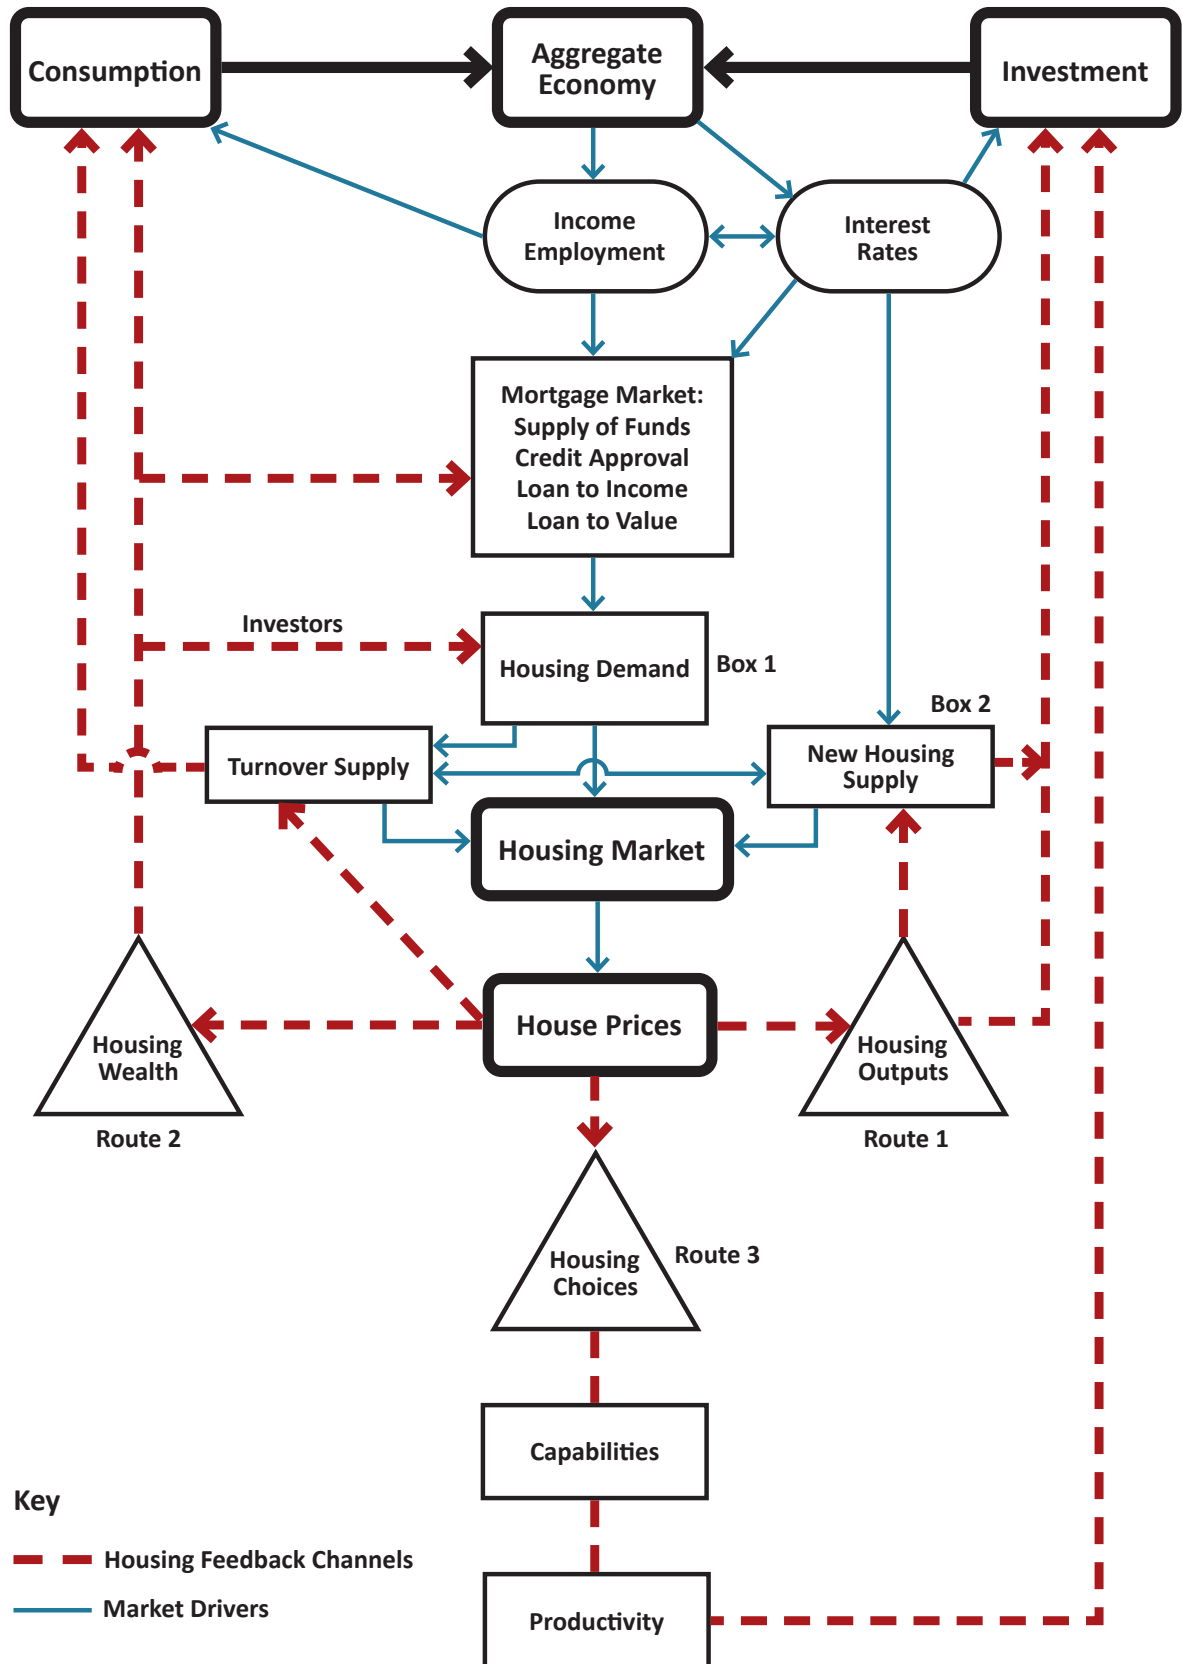 Consumption
Aggregate
Economy
Investment
Income
Employment
Interest
Rates
Mortgage Market:
Supply of Funds
Credit Approval
Loan to Income
Loan to Value
Investors
Housing Demand
Box 1
Box 2
Turnover Supply
New Housing
Supply
Housing Market
House Prices
Housing
Wealth
Route 2
Housing
Outputs
Route 1
Housing
Choices
Route 3
Capabilities
Key
Housing Feedback Channels
Market Drivers
Productivity